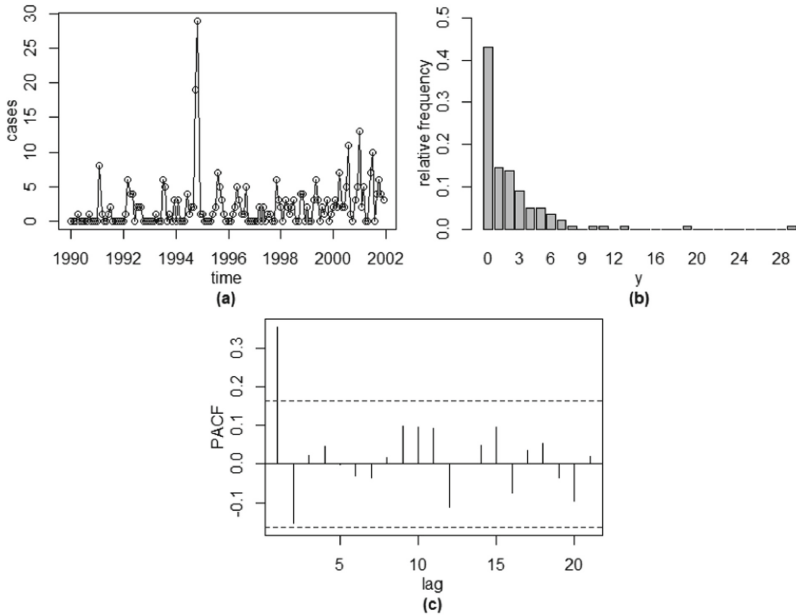 30
25
20
15
10
5
0
cases
1990 1992 1994 1996 1998 2000 2002
time
(a)
0.5
0.4
0.3
0.2
0.1
0.0
relative frequency
0 3 6 9 12 16 20 24 28
y
(b)
0.3
0.2
0.1
0.0
-0.1
PACF
5 10 15 20
lag
(c)